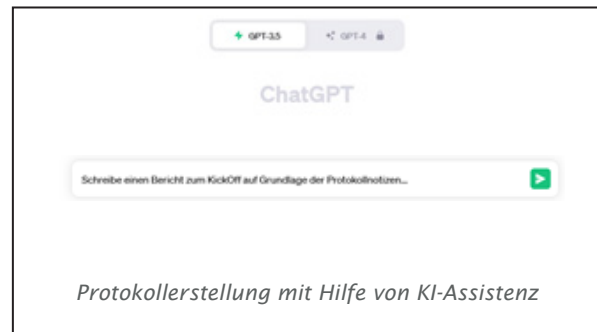 GPT-3.5 GPT-4
ChatGPT
Schreibe einen Bericht zum KickOff auf Grundlage der Protokollnotizen...
Protokollerstellung mit Hilfe von KI-Assistenz